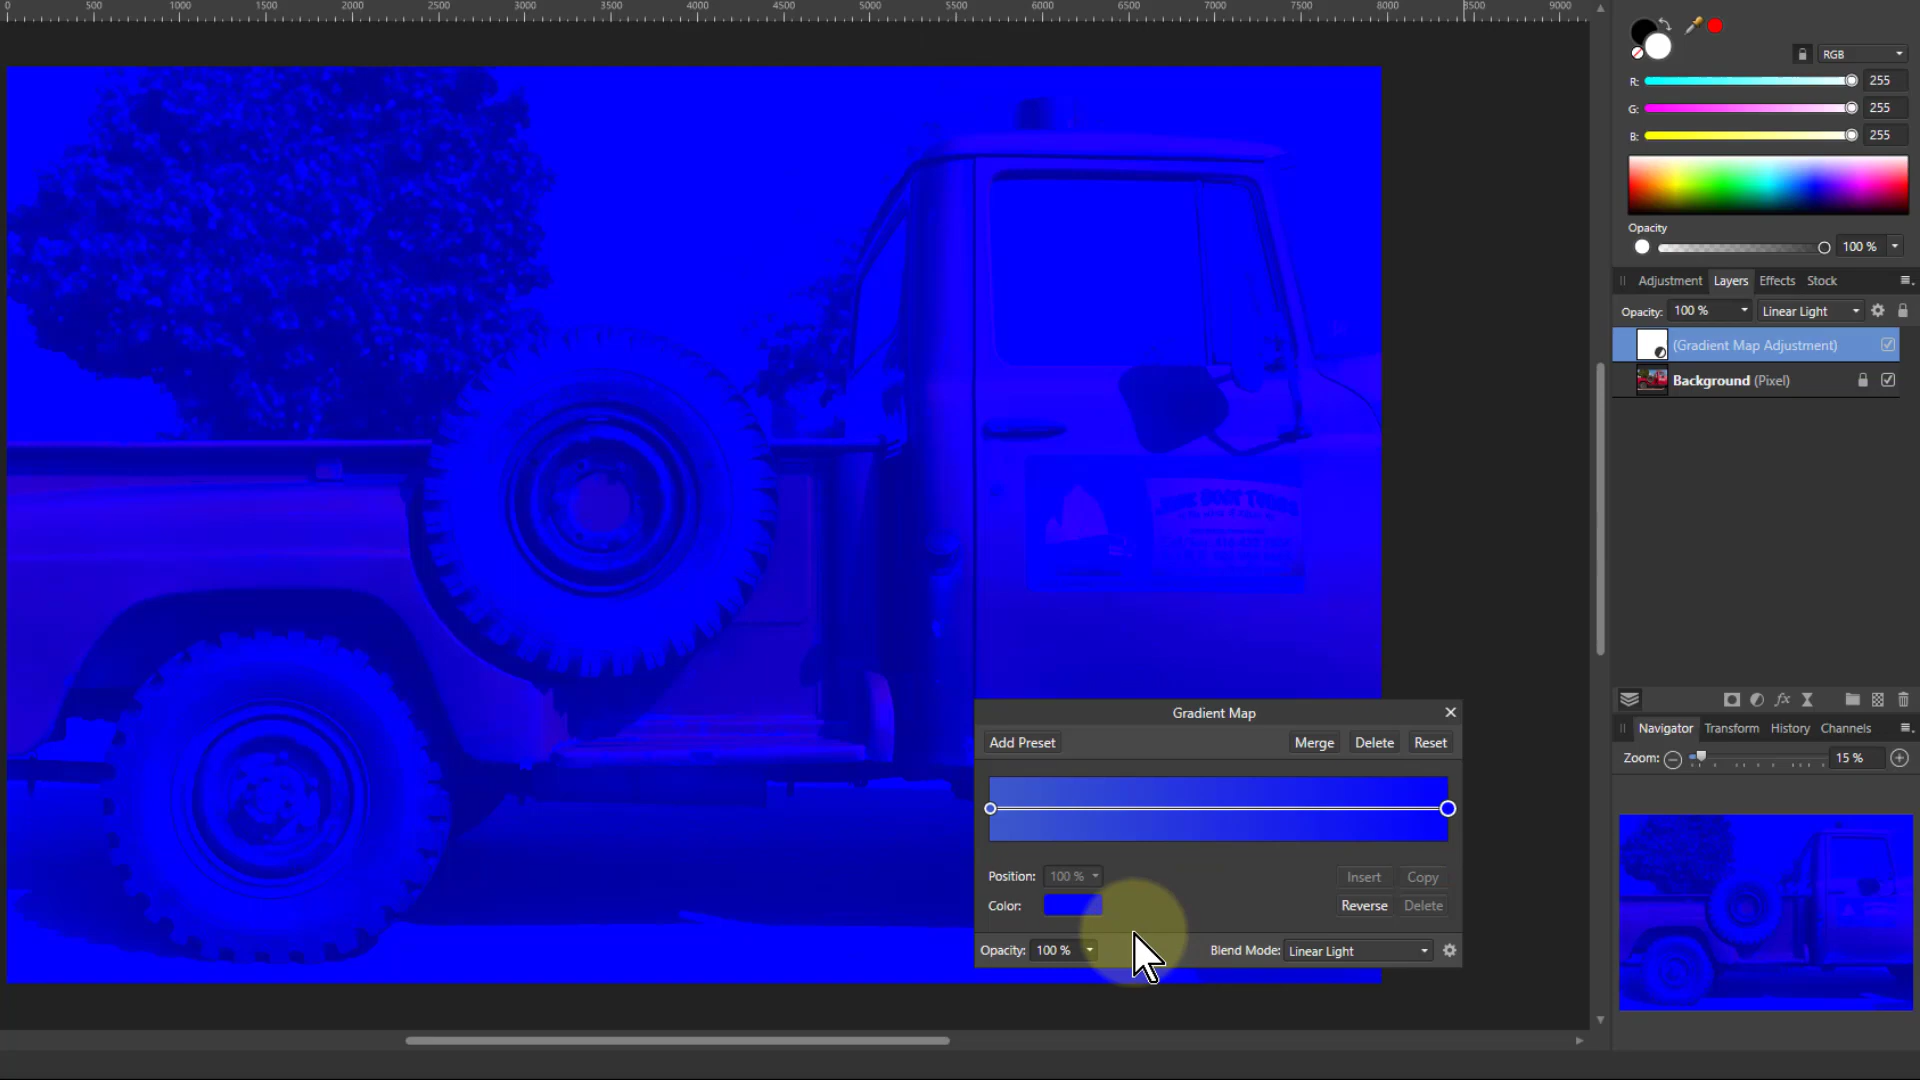 0 500 1000 1500 2000 2500 3000 3500 4000 4500 5000 5500 6000 6500 7000 7500 8000 8500 9000
RGB
R: 255
G: 255
B: 255
Opacity
100 %
Adjustment Layers Effects Stock
Opacity: 100 % Linear Light
(Gradient Map Adjustment)
Background (Pixel)
fx
Navigator Transform History Channels
Zoom: 15 %
Gradient Map
Add Preset Merge Delete Reset
Position: 100 % Insert Copy
Color: Reverse Delete
Opacity: 100 % Blend Mode: Linear Light